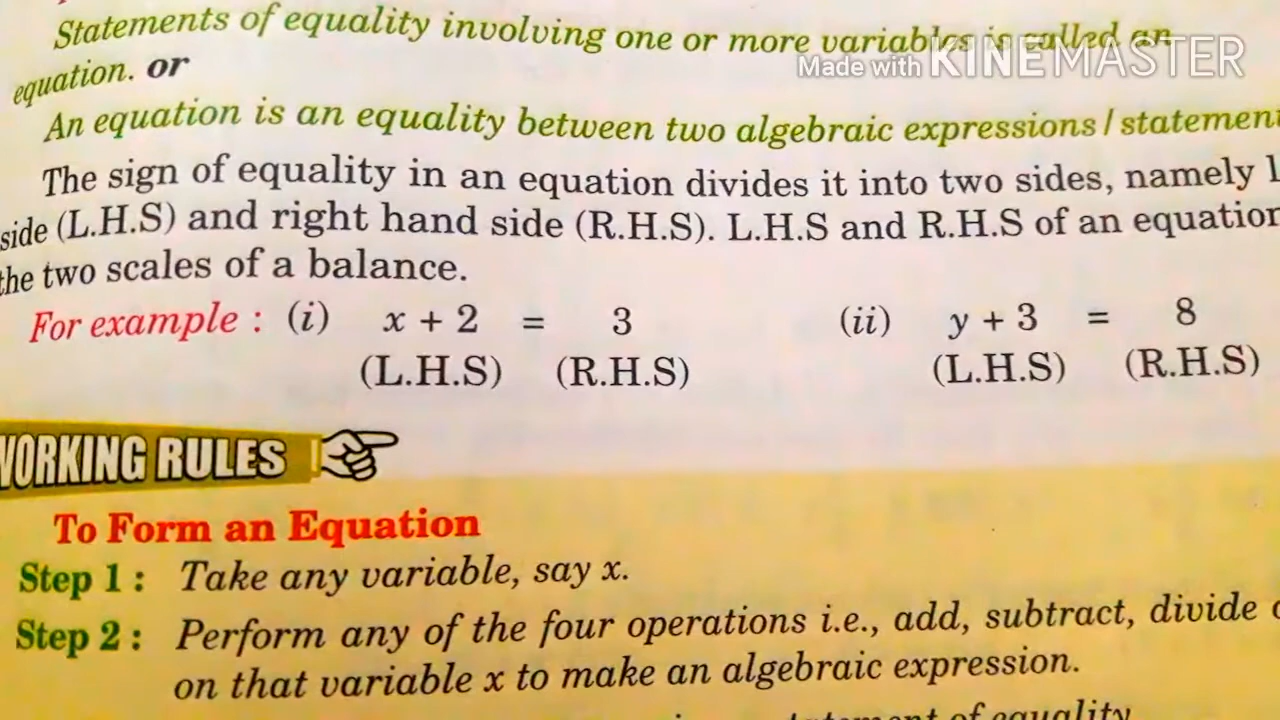 Statements of equality involving one or more variables is called an
Made with KINEMASTER
equation. or
An equation is an equality between two algebraic expressions / statement
The sign of equality in an equation divides it into two sides, namely
side (L.H.S) and right hand side (R.H.S). L.H.S and R.H.S of an equation
the two scales of a balance.
For example : (i) x + 2 = 3 (ii) y + 3 = 8
(L.H.S) (R.H.S) (L.H.S) (R.H.S)
WORKING RULES
To Form an Equation
Step 1 : Take any variable, say x.
Step 2 : Perform any of the four operations i.e., add, subtract, divide
on that variable x to make an algebraic expression.
statement of equality